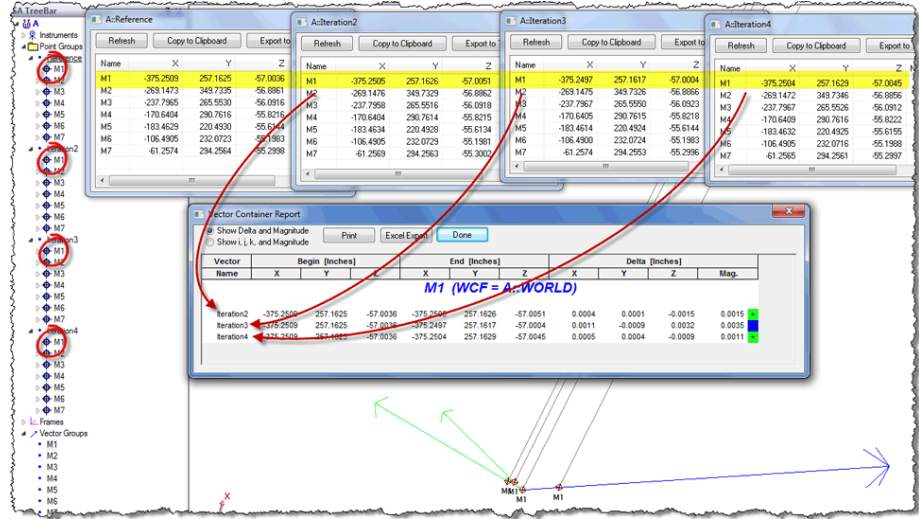 SA TreeBar
A
Instruments
Point Groups
Reference
M1
M2
M3
M4
M5
M6
M7
Iteration2
M1
M3
M4
M5
M6
M7
Iteration3
M1
M2
M3
M4
M5
M6
M7
Iteration4
M1
M2
M3
M4
M5
M6
M7
Frames
Vector Groups
M1
M2
M3
M4
M5
M6
M7
A::Reference
Refresh Copy to Clipboard Export to
Name X Y Z
M1 -375.2509 257.1625 -57.0036
M2 -269.1473 349.7335 -56.8861
M3 -237.7965 265.5530 -56.0916
M4 -170.6404 290.7616 -55.8216
M5 -183.4629 220.4930 -55.6144
M6 -106.4905 232.0723 -55.1983
M7 -61.2574 294.2564 -55.2998
A::Iteration2
Refresh Copy to Clipboard Export to
Name X Y Z
M1 -375.2505 257.1626 -57.0051
M2 -269.1476 349.7329 -56.8862
M3 -237.7958 265.5516 -56.0918
M4 -170.6405 290.7614 -55.8215
M5 -183.4634 220.4928 -55.6134
M6 -106.4905 232.0719 -55.1981
M7 -61.2569 294.2563 -55.3002
A::Iteration3
Refresh Copy to Clipboard Export
Name X Y Z
M1 -375.2497 257.1617 -57.0004
M2 -269.1475 349.7326 -56.8866
M3 -237.7967 265.5550 -56.0923
M4 -170.6405 290.7615 -55.8218
M5 -183.4614 220.4929 -55.6154
M6 -106.4900 232.074 -55.1983
M7 -61.2574 294.2553 -55.2996
A::Iteration4
Refresh Copy to Clipboard Export to
Name X Y Z
M1 -375.2504 257.1629 -57.0045
M2 -269.1472 349.7346 -56.8856
M3 -237.7967 265.5526 -56.0912
M4 -170.6409 290.7616 -55.8222
M5 -183.4632 220.4925 -55.6155
M6 -106.4905 232.0716 -55.1988
M7 -61.2565 294.2561 -55.2997
Vector Container Report
Show Delta and Magnitude
Show i, j, k, and Magnitude
Print Excel Export Done
Vector Begin [Inches] End [Inches] Delta [Inches]
Name X Y Z X Y Z X Y Z Mag.
M1 (WCF = A::WORLD)
Iteration2 -375.2509 257.1625 -57.0036 -375.2505 257.1626 -57.0051 0.0004 0.0001 -0.0015 0.0015
Iteration3 -375.2509 257.1625 -57.0036 -375.2497 257.1617 -57.0004 0.0011 -0.0009 0.0032 0.0035
Iteration4 -375.2509 257.1625 -57.0036 -375.2504 257.1629 -57.0045 0.0005 0.0004 -0.0009 0.0011
M1
M1
M1
X